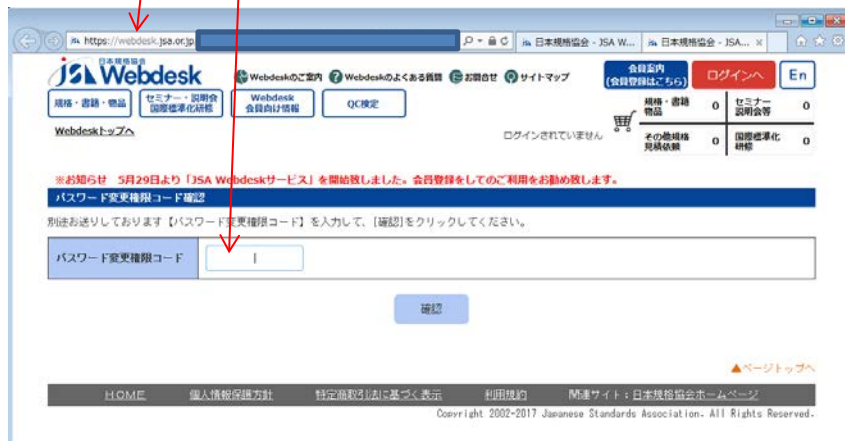 https://webdesk.jsa.or.jp
日本規格協会 - JSA W...
日本規格協会 - JSA...
日本規格協会
JSA Webdesk
Webdeskのご案内 Webdeskのよくある質問 お問合せ サイトマップ
会員案内
(会員登録はこちら)
ログインへ
En
規格・書籍・物品
セミナー・説明会
国際標準化研修
Webdesk
会員向け情報
QC検定
規格・書籍
物品
0
セミナー
説明会等
0
Webdeskトップへ
ログインされていません
その他規格
見積依頼
0
国際標準化
研修
0
※お知らせ 5月29日より「JSA Webdeskサービス」を開始致しました。会員登録をしてのご利用をお勧め致します。
パスワード変更権限コード確認
別途お送りしております【パスワード変更権限コード】を入力して、[確認]をクリックしてください。
パスワード変更権限コード
確認
▲ページトップへ
HOME 個人情報保護方針 特定商取引法に基づく表示 利用規約 関連サイト:日本規格協会ホームページ
Copyright 2002-2017 Japanese Standards Association. All Rights Reserved.